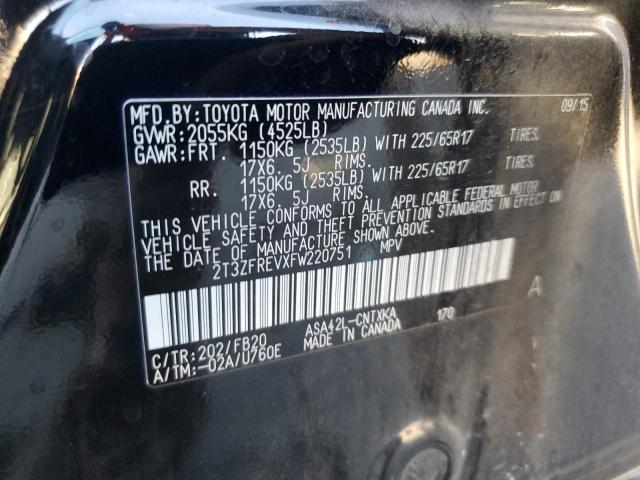 MFD.BY:TOYOTA MOTOR MANUFACTURING CANADA INC. 09/15
GVWR:2055KG (4525LB)
GAWR:FRT. 1150KG (2535LB) WITH 225/65R17 TIRES,
17X6. 5J RIMS.
RR. 1150KG (2535LB) WITH 225/65R17 TIRES,
17X6. 5J RIMS.
THIS VEHICLE CONFORMS TO ALL APPLICABLE FEDERAL MOTOR
VEHICLE SAFETY AND THEFT PREVENTION STANDARDS IN EFFECT ON
THE DATE OF MANUFACTURE SHOWN ABOVE.
2T3ZFREVXFW220751 MPV
A
C/TR:202/FB20 ASA42L-CNTXKA 170
A/TM:-02A/U760E MADE IN CANADA